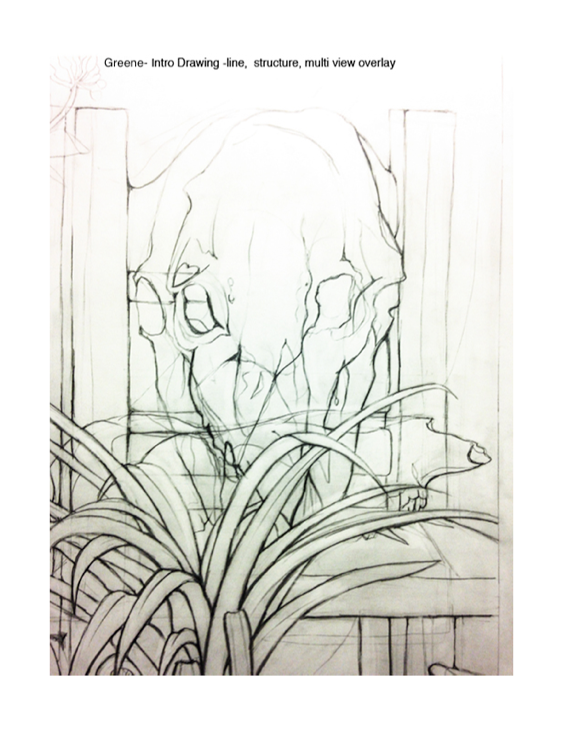 Greene- Intro Drawing -line,  structure, multi view overlay